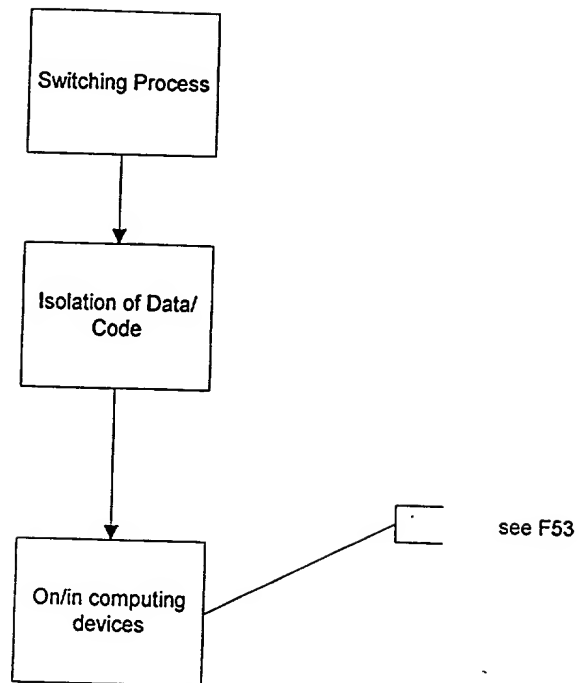 Switching Process
Isolation of Data/
Code
On/in computing
devices
see F53